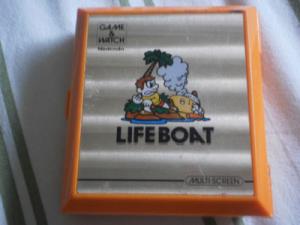 GAME &
WATCH
Nintendo
LIFEBOAT
MULTI SCREEN